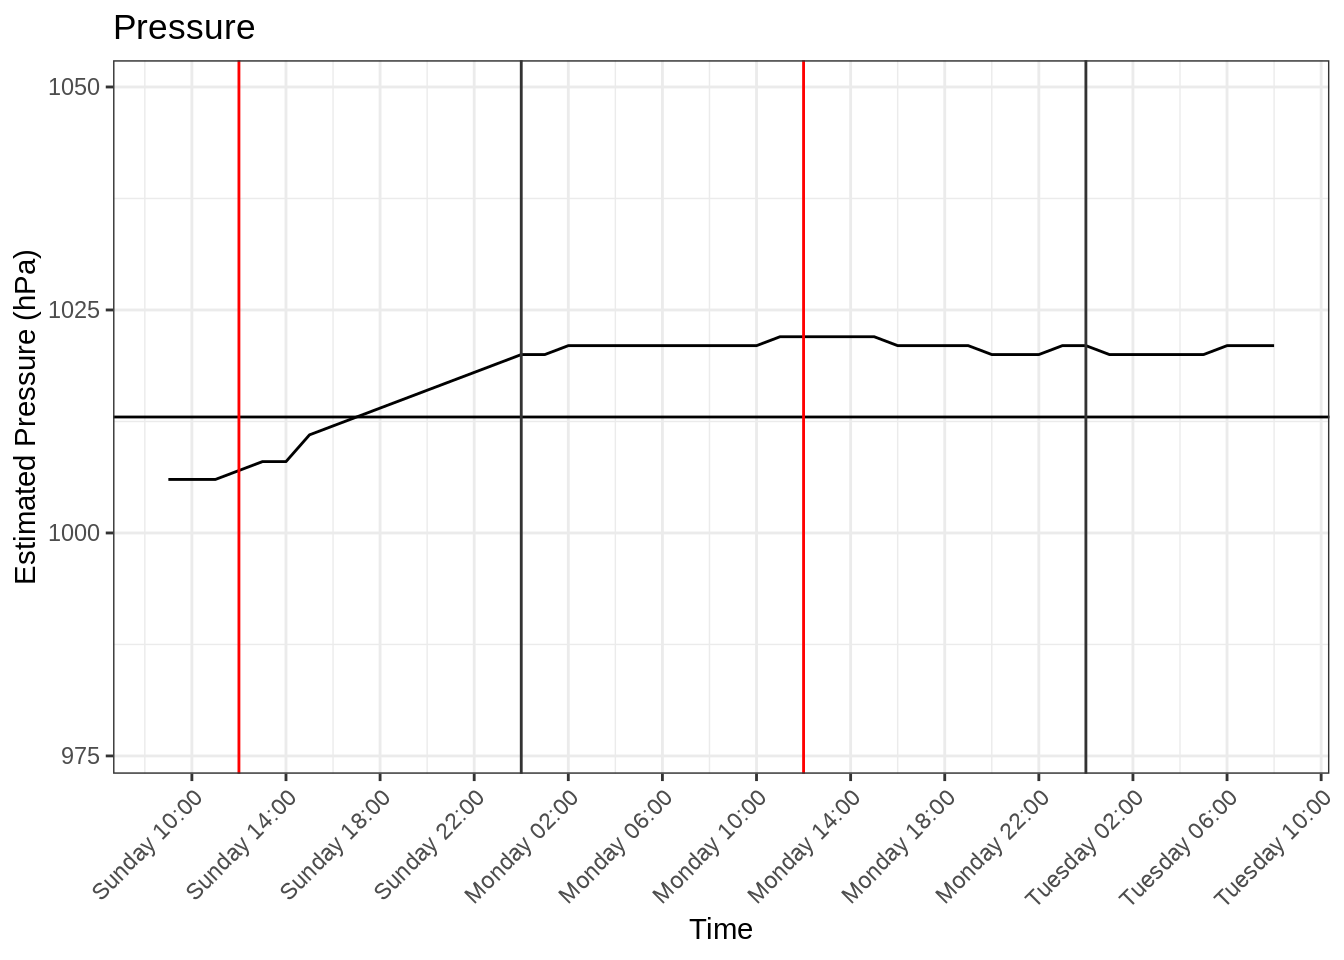 Pressure
Estimated Pressure (hPa)
1050
1025
1000
975
Sunday 10:00
Sunday 14:00
Sunday 18:00
Sunday 22:00
Monday 02:00
Monday 06:00
Monday 10:00
Monday 14:00
Monday 18:00
Monday 22:00
Tuesday 02:00
Tuesday 06:00
Tuesday 10:00
Time